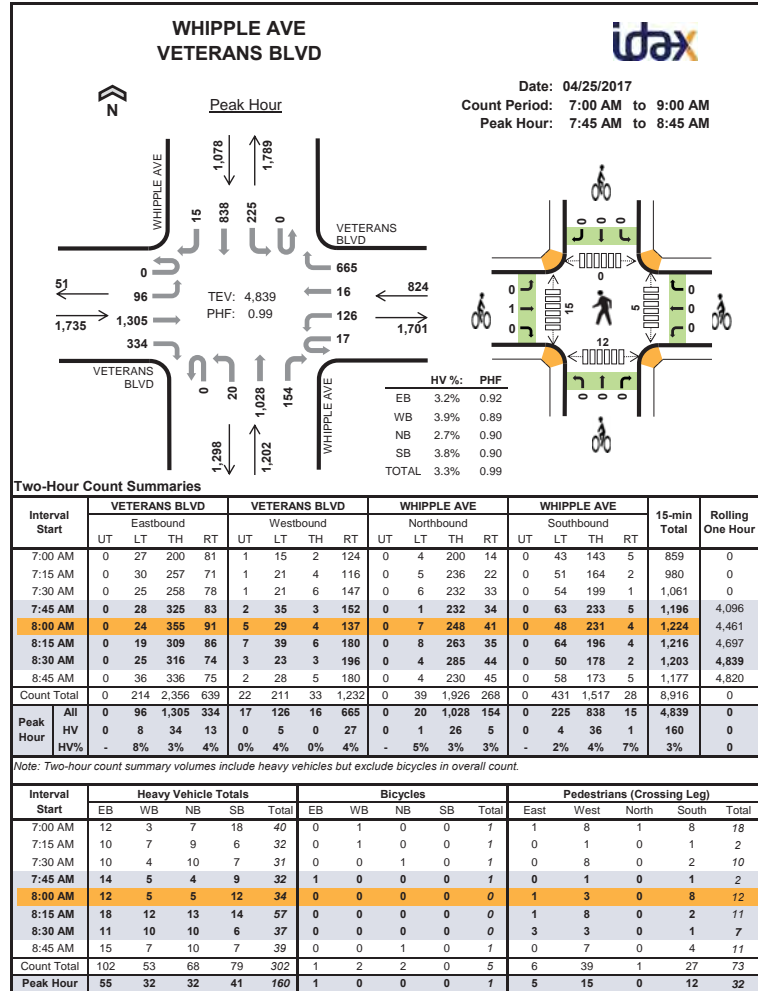 WHIPPLE AVE
VETERANS BLVD
idax
N
Peak Hour
Date: 04/25/2017
Count Period: 7:00 AM to 9:00 AM
Peak Hour: 7:45 AM to 8:45 AM
WHIPPLE AVE
1,078
1,789
15
838
225
0
VETERANS
BLVD
0
96
1,305
334
51
1,735
TEV: 4,839
PHF: 0.99
665
16
126
17
824
1,701
VETERANS
BLVD
0
20
1,028
154
WHIPPLE AVE
1,298
1,202
0 0 0
0
0
1
0
15
5
0
0
0
12
0 0 0
HV %: PHF
EB 3.2% 0.92
WB 3.9% 0.89
NB 2.7% 0.90
SB 3.8% 0.90
TOTAL 3.3% 0.99
Two-Hour Count Summaries
Interval Start VETERANS BLVD VETERANS BLVD WHIPPLE AVE WHIPPLE AVE 15-min Total Rolling One Hour
Eastbound Westbound Northbound Southbound
UT LT TH RT UT LT TH RT UT LT TH RT UT LT TH RT
7:00 AM 0 27 200 81 1 15 2 124 0 4 200 14 0 43 143 5 859 0
7:15 AM 0 30 257 71 1 21 4 116 0 5 236 22 0 51 164 2 980 0
7:30 AM 0 25 258 78 1 21 6 147 0 6 232 33 0 54 199 1 1,061 0
7:45 AM 0 28 325 83 2 35 3 152 0 1 232 34 0 63 233 5 1,196 4,096
8:00 AM 0 24 355 91 5 29 4 137 0 7 248 41 0 48 231 4 1,224 4,461
8:15 AM 0 19 309 86 7 39 6 180 0 8 263 35 0 64 196 4 1,216 4,697
8:30 AM 0 25 316 74 3 23 3 196 0 4 285 44 0 50 178 2 1,203 4,839
8:45 AM 0 36 336 75 2 28 5 180 0 4 230 45 0 58 173 5 1,177 4,820
Count Total 0 214 2,356 639 22 211 33 1,232 0 39 1,926 268 0 431 1,517 28 8,916 0
Peak Hour All 0 96 1,305 334 17 126 16 665 0 20 1,028 154 0 225 838 15 4,839 0
HV 0 8 34 13 0 5 0 27 0 1 26 5 0 4 36 1 160 0
HV% - 8% 3% 4% 0% 4% 0% 4% - 5% 3% 3% - 2% 4% 7% 3% 0
Note: Two-hour count summary volumes include heavy vehicles but exclude bicycles in overall count.
Interval Start Heavy Vehicle Totals Bicycles Pedestrians (Crossing Leg)
EB WB NB SB Total EB WB NB SB Total East West North South Total
7:00 AM 12 3 7 18 40 0 1 0 0 1 1 8 1 8 18
7:15 AM 10 7 9 6 32 0 1 0 0 1 0 1 0 1 2
7:30 AM 10 4 10 7 31 0 0 1 0 1 0 8 0 2 10
7:45 AM 14 5 4 9 32 1 0 0 0 1 0 1 0 1 2
8:00 AM 12 5 5 12 34 0 0 0 0 0 1 3 0 8 12
8:15 AM 18 12 13 14 57 0 0 0 0 0 1 8 0 2 11
8:30 AM 11 10 10 6 37 0 0 0 0 0 3 3 0 1 7
8:45 AM 15 7 10 7 39 0 0 1 0 1 0 7 0 4 11
Count Total 102 53 68 79 302 1 2 2 0 5 6 39 1 27 73
Peak Hour 55 32 32 41 160 1 0 0 0 1 5 15 0 12 32